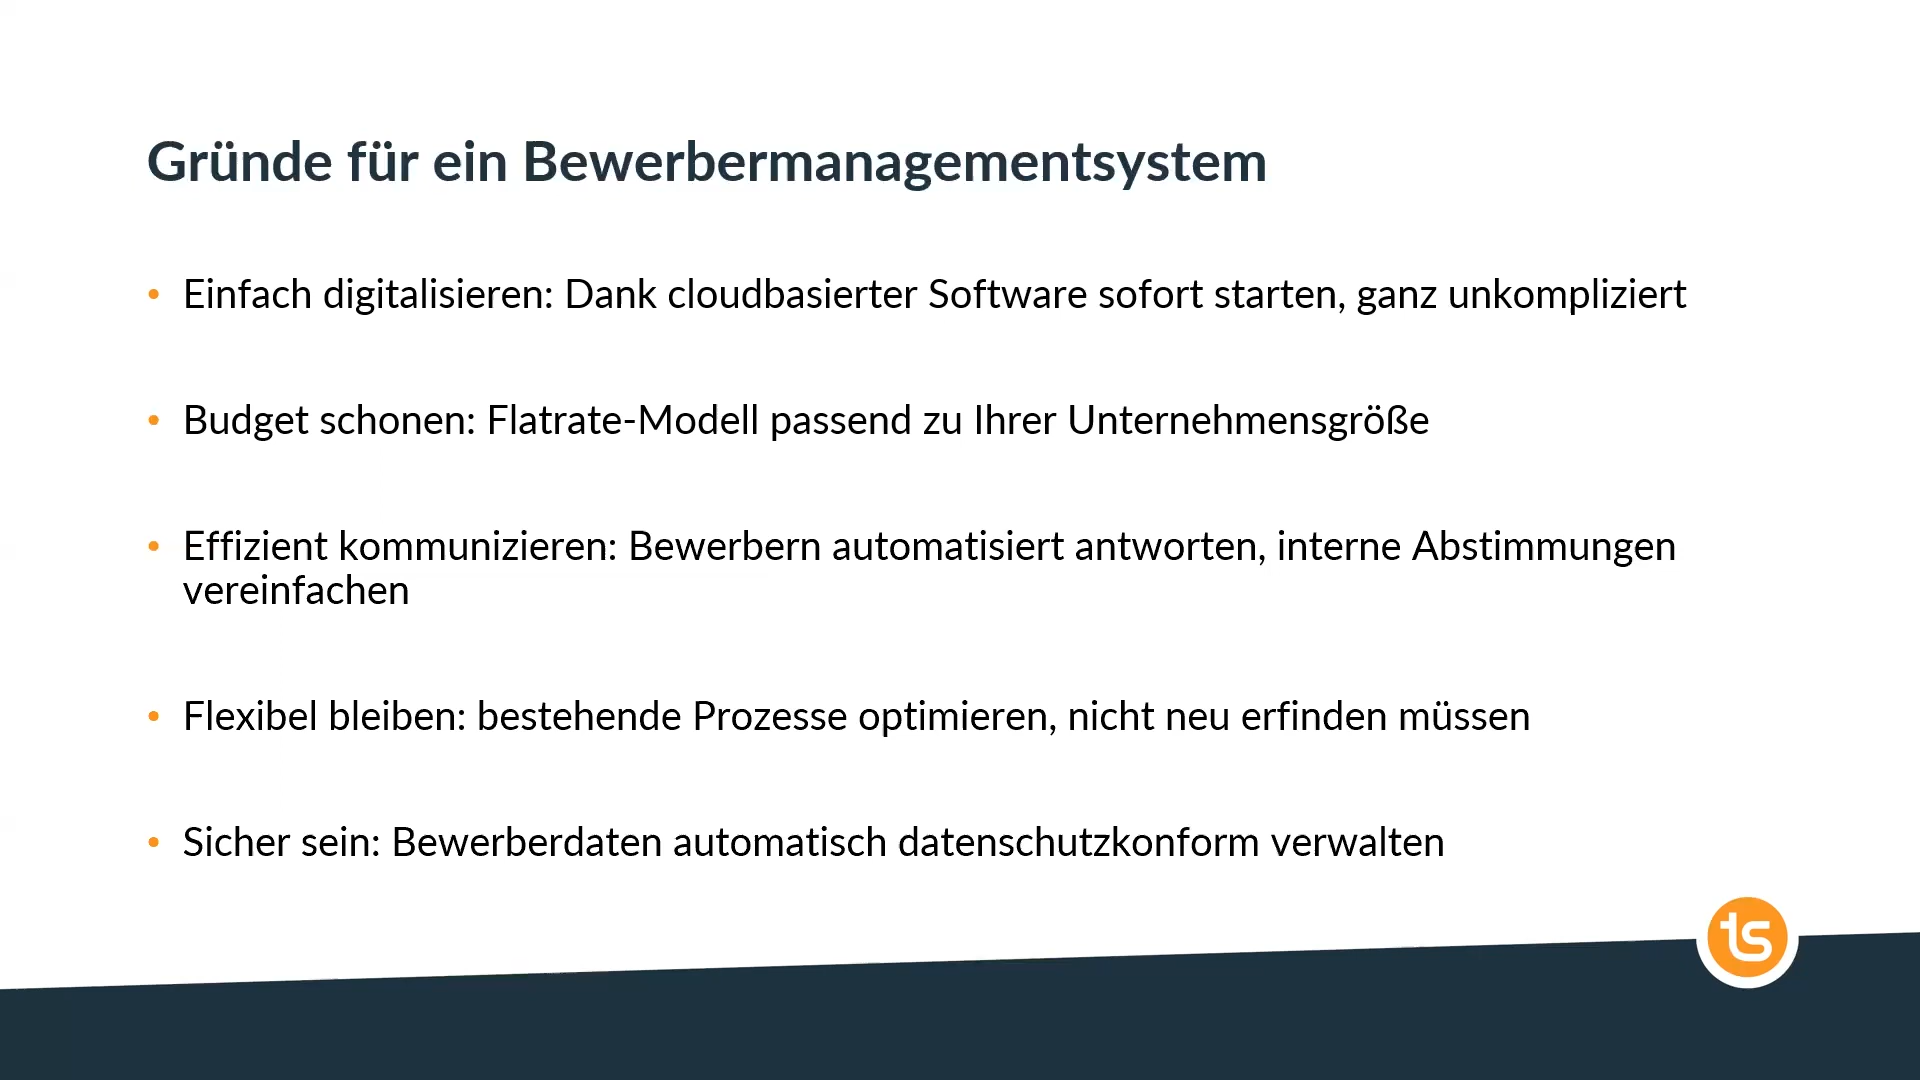 Gründe für ein Bewerbermanagementsystem
• Einfach digitalisieren: Dank cloudbasierter Software sofort starten, ganz unkompliziert
• Budget schonen: Flatrate-Modell passend zu Ihrer Unternehmensgröße
• Effizient kommunizieren: Bewerbern automatisiert antworten, interne Abstimmungen
vereinfachen
• Flexibel bleiben: bestehende Prozesse optimieren, nicht neu erfinden müssen
• Sicher sein: Bewerberdaten automatisch datenschutzkonform verwalten
ts